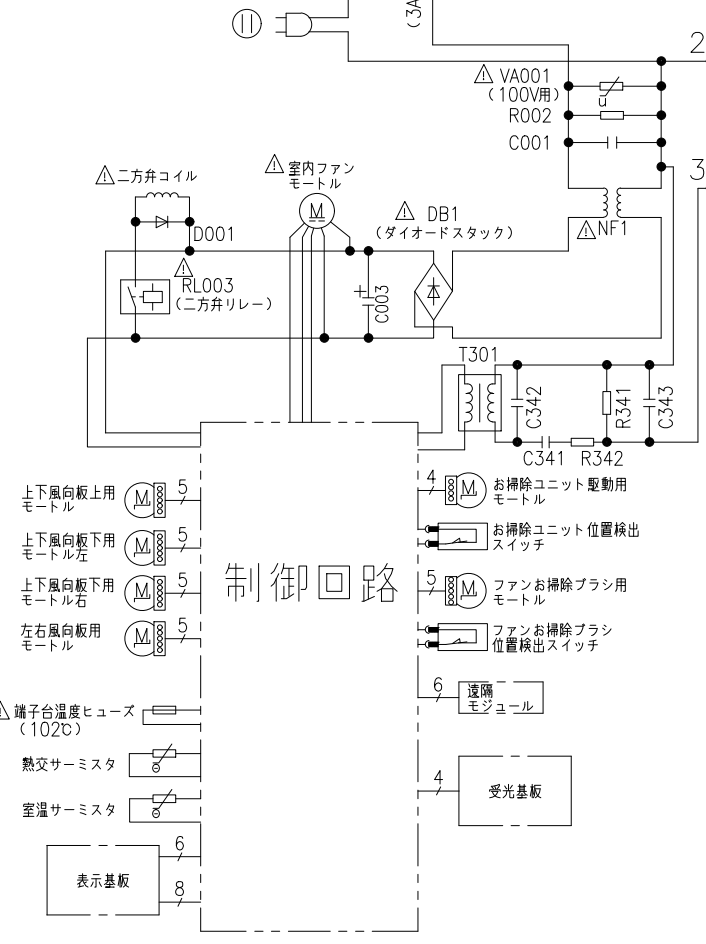 (3A
2
⚠ VA001
(100V用)
u
R002
C001
3
⚠ NF1
⚠ 二方弁コイル
D001
⚠
RL003
(二方弁リレー)
⚠ 室内ファン
モートル
M
⚠ DB1
(ダイオードスタック)
+
C003
T301
C342
R341
C343
C341
R342
制御回路
上下風向板上用
モートル
M
5
上下風向板下用
モートル左
M
5
上下風向板下用
モートル右
M
5
左右風向板用
モートル
M
5
⚠ 端子台温度ヒューズ
(102℃)
熱交サーミスタ
室温サーミスタ
表示基板
6
8
4
M
お掃除ユニット駆動用
モートル
お掃除ユニット位置検出
スイッチ
5
M
ファンお掃除ブラシ用
モートル
ファンお掃除ブラシ
位置検出スイッチ
6
遠隔
モジュール
4
受光基板